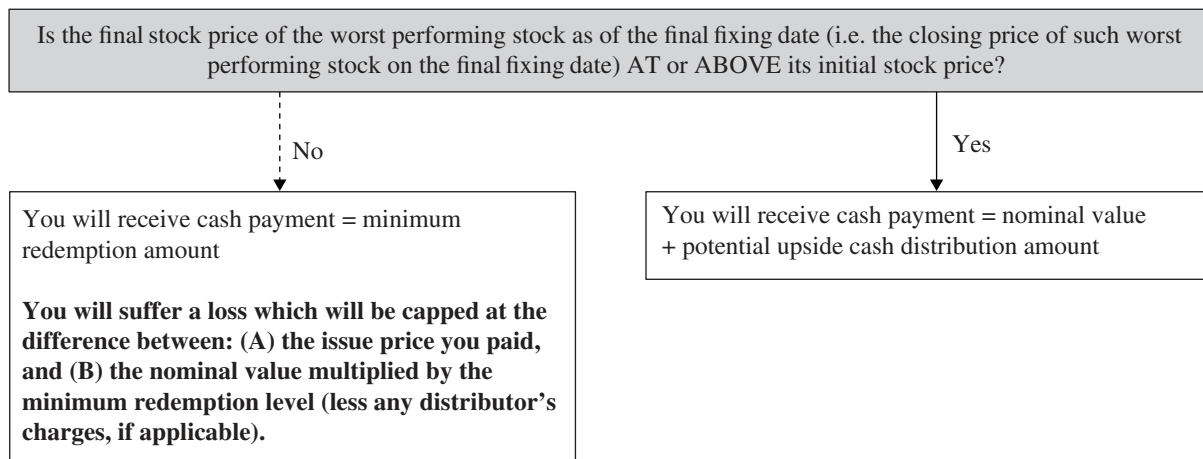 Is the final stock price of the worst performing stock as of the final fixing date (i.e. the closing price of such worst
performing stock on the final fixing date) AT or ABOVE its initial stock price?
No
Yes
You will receive cash payment = minimum
redemption amount
You will suffer a loss which will be capped at the
difference between: (A) the issue price you paid,
and (B) the nominal value multiplied by the
minimum redemption level (less any distributor’s
charges, if applicable).
You will receive cash payment = nominal value
+ potential upside cash distribution amount